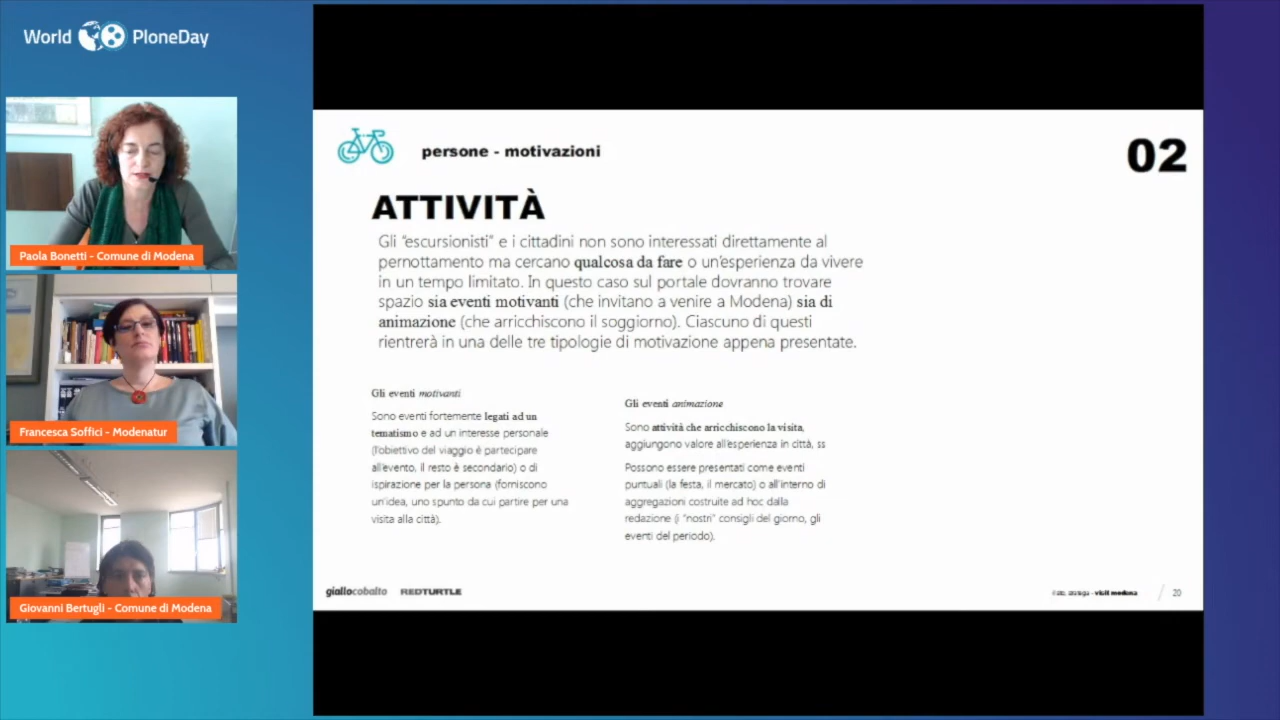 World PloneDay
Paola Bonetti - Comune di Modena
Francesca Soffici - Modenatur
Giovanni Bertugli - Comune di Modena
persone - motivazioni
02
ATTIVITÀ
Gli “escursionisti” e i cittadini non sono interessati direttamente al
pernottamento ma cercano qualcosa da fare o un’esperienza da vivere
in un tempo limitato. In questo caso sul portale dovranno trovare
spazio sia eventi motivanti (che invitano a venire a Modena) sia di
animazione (che arricchiscono il soggiorno). Ciascuno di questi
rientrerà in una delle tre tipologie di motivazione appena presentate.
Gli eventi motivanti
Sono eventi fortemente legati ad un
tematismo e ad un interesse personale
(l’obiettivo del viaggio è partecipare
all’evento, il resto è secondario) o di
ispirazione per la persona (forniscono
un’idea, uno spunto da cui partire per una
visita alla città).
Gli eventi animazione
Sono attività che arricchiscono la visita,
aggiungono valore all’esperienza in città, ss
Possono essere presentati come eventi
puntuali (la festa, il mercato) o all’interno di
aggregazioni costruite ad hoc dalla
redazione (i “nostri” consigli del giorno, gli
eventi del periodo).
giallocobalto REDTURTLE
- visit modena
20